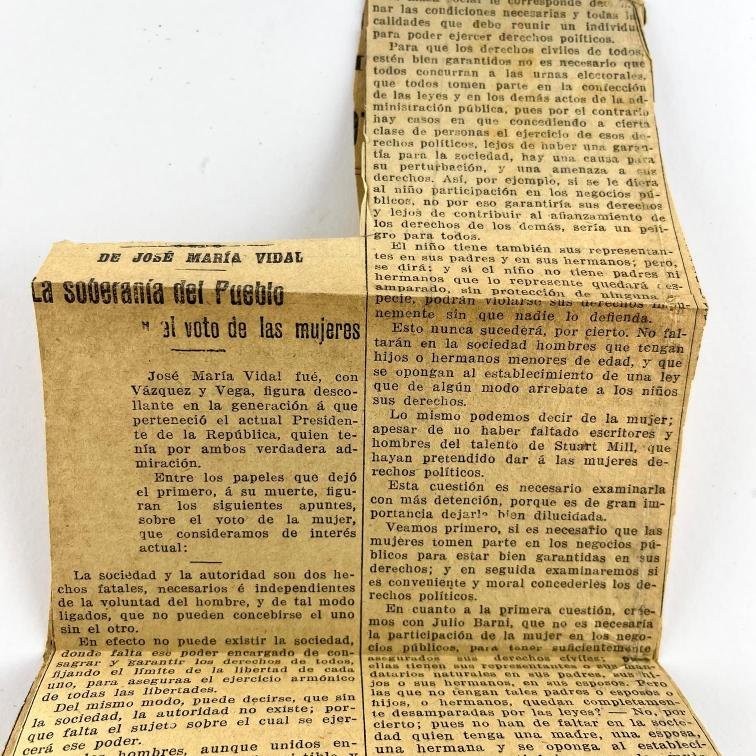 DE JOSÉ MARÍA VIDAL
La soberanía del Pueblo
el voto de las mujeres
José María Vidal fué, con
Vázquez y Vega, figura desco-
llante en la generación á que
perteneció el actual Presiden-
te de la República, quien te-
nía por ambos verdadera ad-
miración.
Entre los papeles que dejó
el primero, á su muerte, figu-
ran los siguientes apuntes,
sobre el voto de la mujer,
que consideramos de interés
actual:
La sociedad y la autoridad son dos he-
chos fatales, necesarios é independientes
de la voluntad del hombre, y de tal modo
ligados, que no pueden concebirse el uno
sin el otro.
En efecto no puede existir la sociedad,
donde falta ese poder encargado de con-
sagrar y garantir los derechos de todos,
fijando el límite de la libertad de cada
uno, para aseguraa el ejercicio armónico
de todas las libertades.
Del mismo modo, puede decirse, que sin
la sociedad, la autoridad no existe; por-
que falta el sujeto sobre el cual se ejer-
cerá ese poder.
hombres, aunque unidos en-
social le corresponde
nar las condiciones necesarias y todas la
calidades que debe reunir un individu
para poder ejercer derechos políticos.
Para que los derechos civiles de todos,
estén bien garantidos no es necesario que
todos concurran a las urnas electorales,
que todos tomen parte en la confección
de las leyes y en los demás actos de la ad-
ministración pública, pues por el contrario
hay casos en que concediendo a cierta
clase de personas el ejercicio de esos de-
rechos políticos, lejos de haber una garan-
tía para la sociedad, hay una causa para
su perturbación, y una amenaza a sus
derechos. Así, por ejemplo, si se le diera
al niño participación en los negocios pú-
blicos, no por eso garantiría sus derechos
y lejos de contribuir al afianzamiento de
los derechos de los demás, sería un peli-
gro para todos.
El niño tiene también sus representan-
tes en sus padres y en sus hermanos; pero,
se dirá: y si el niño no tiene padres ni
hermanos que lo represente quedará des-
amparado, sin protección de ninguna es-
pecie, podrán violarse sus derechos
nemente sin que nadie lo defienda.
Esto nunca sucederá, por cierto. No fal-
tarán en la sociedad hombres que tengan
hijos o hermanos menores de edad, y que
se opongan al establecimiento de una ley
que de algún modo arrebate a los niños
sus derechos.
Lo mismo podemos decir de la mujer;
apesar de no haber faltado escritores y
hombres del talento de Stuart Mill, que
hayan pretendido dar á las mujeres de-
rechos políticos.
Esta cuestión es necesario examinarla
con más detención, porque es de gran im-
portancia dejarla bien dilucidada.
Veamos primero, si es necesario que las
mujeres tomen parte en los negocios pú-
blicos para estar bien garantidas en sus
derechos; y en seguida examinaremos si
es conveniente y moral concederles los de-
rechos políticos.
En cuanto a la primera cuestión, cree-
mos con Julio Barni, que no es necesaria
la participación de la mujer en los nego-
cios públicos, para tener suficientemente
asegurados sus derechos civiles;
ellas tienen sus representantes
datarios naturales en sus padres, sus hi-
jos o sus hermanos, en sus esposos. Pero
las que no tengan tales padres o esposos o
hijos, o hermanos, quedan completamen-
te desamparadas por las leyes? — No, por
cierto; pues no han de faltar en la socie-
dad quien tenga una madre, una esposa,
una hermana y se oponga al estableci-